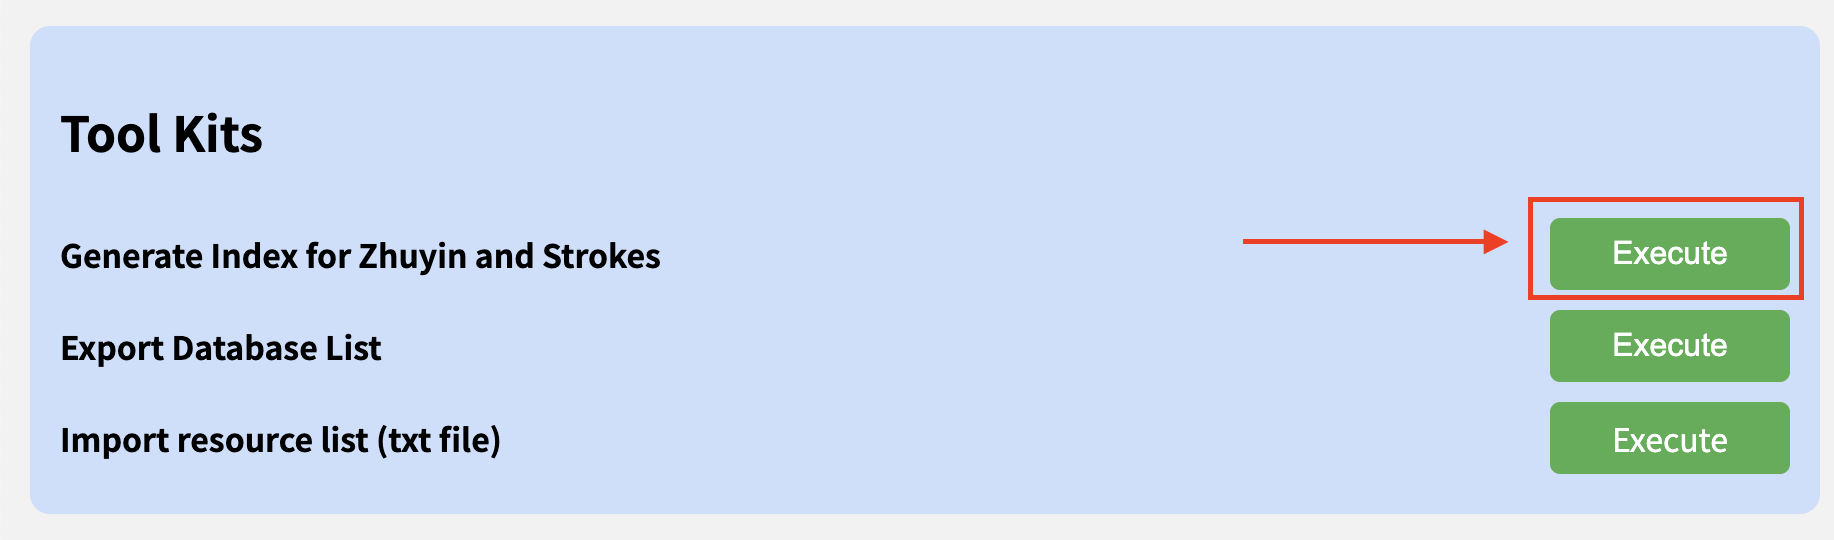 Tool Kits
Generate Index for Zhuyin and Strokes
Execute
Export Database List
Execute
Import resource list (txt file)
Execute